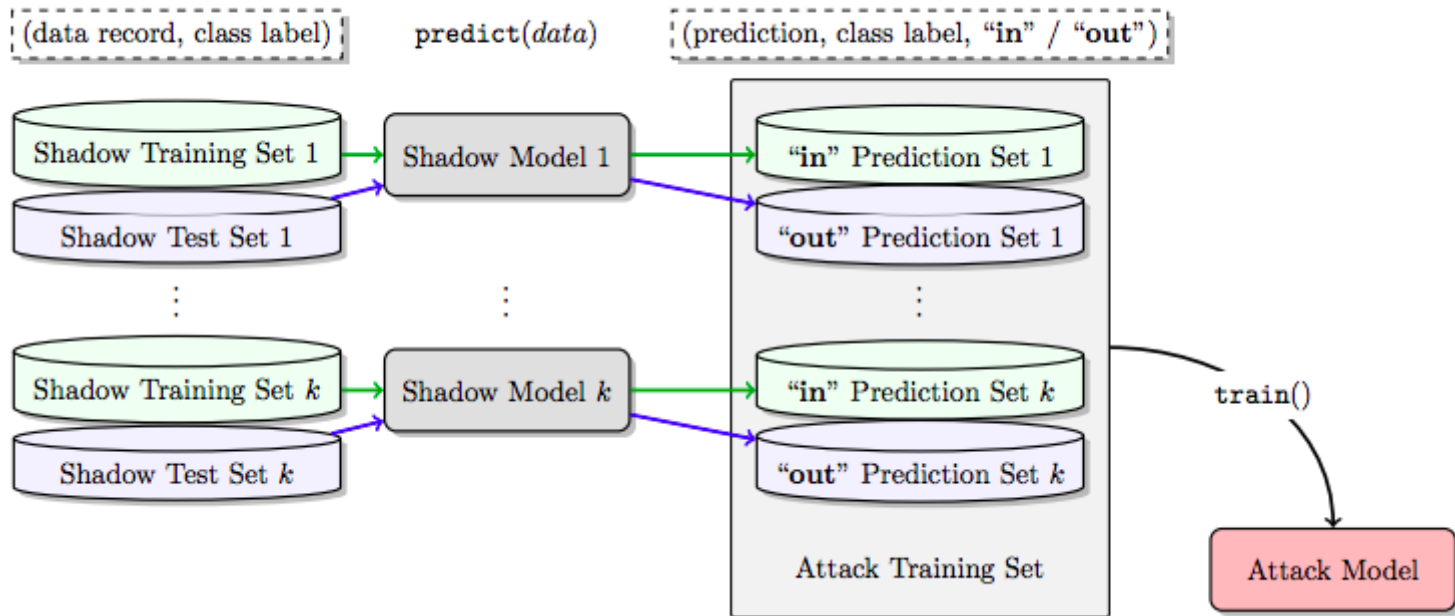 (data record, class label)
predict(data)
(prediction, class label, “in” / “out”)
Shadow Training Set 1
Shadow Model 1
“in” Prediction Set 1
Shadow Test Set 1
“out” Prediction Set 1
⋮ ⋮ ⋮
Shadow Training Set k
Shadow Model k
“in” Prediction Set k
train()
Shadow Test Set k
“out” Prediction Set k
Attack Training Set
Attack Model